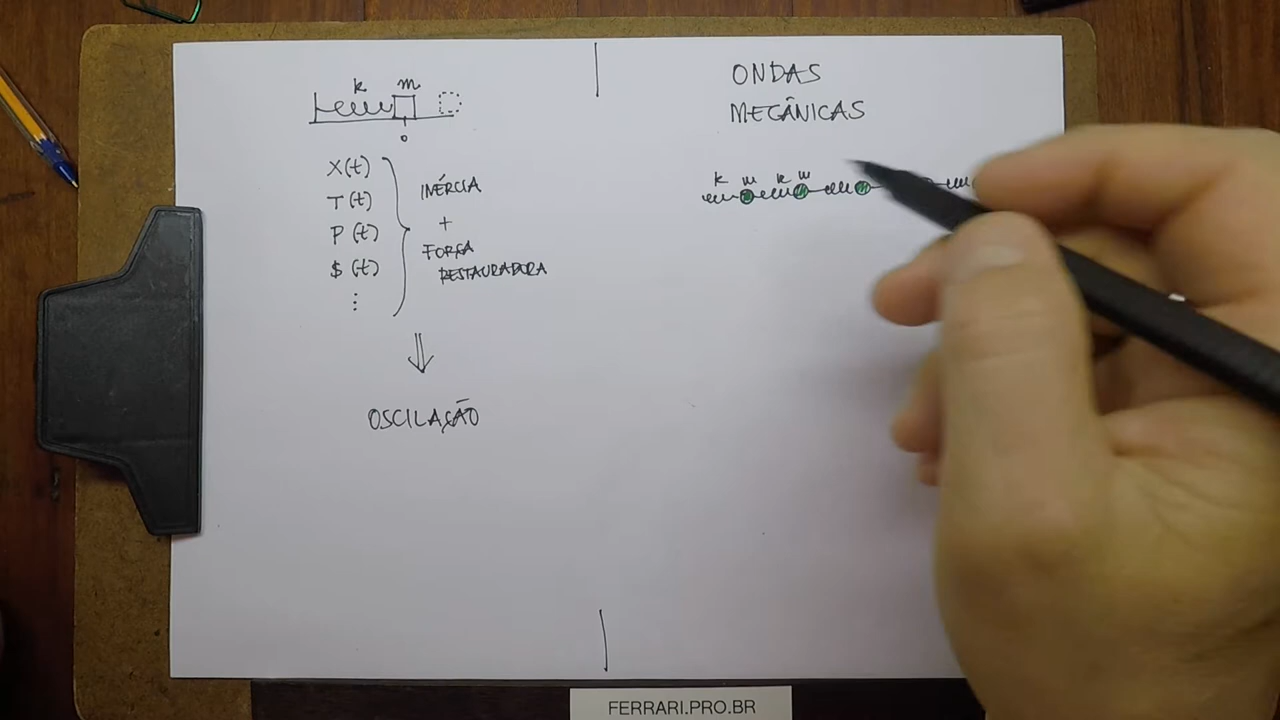 k m
0
X(t)
T(t)
P(t)
$(t)
⋮
INÉRCIA
+
FORÇA
RESTAURADORA
⇓
OSCILAÇÃO
ONDAS
MECÂNICAS
k m k m
FERRARI.PRO.BR